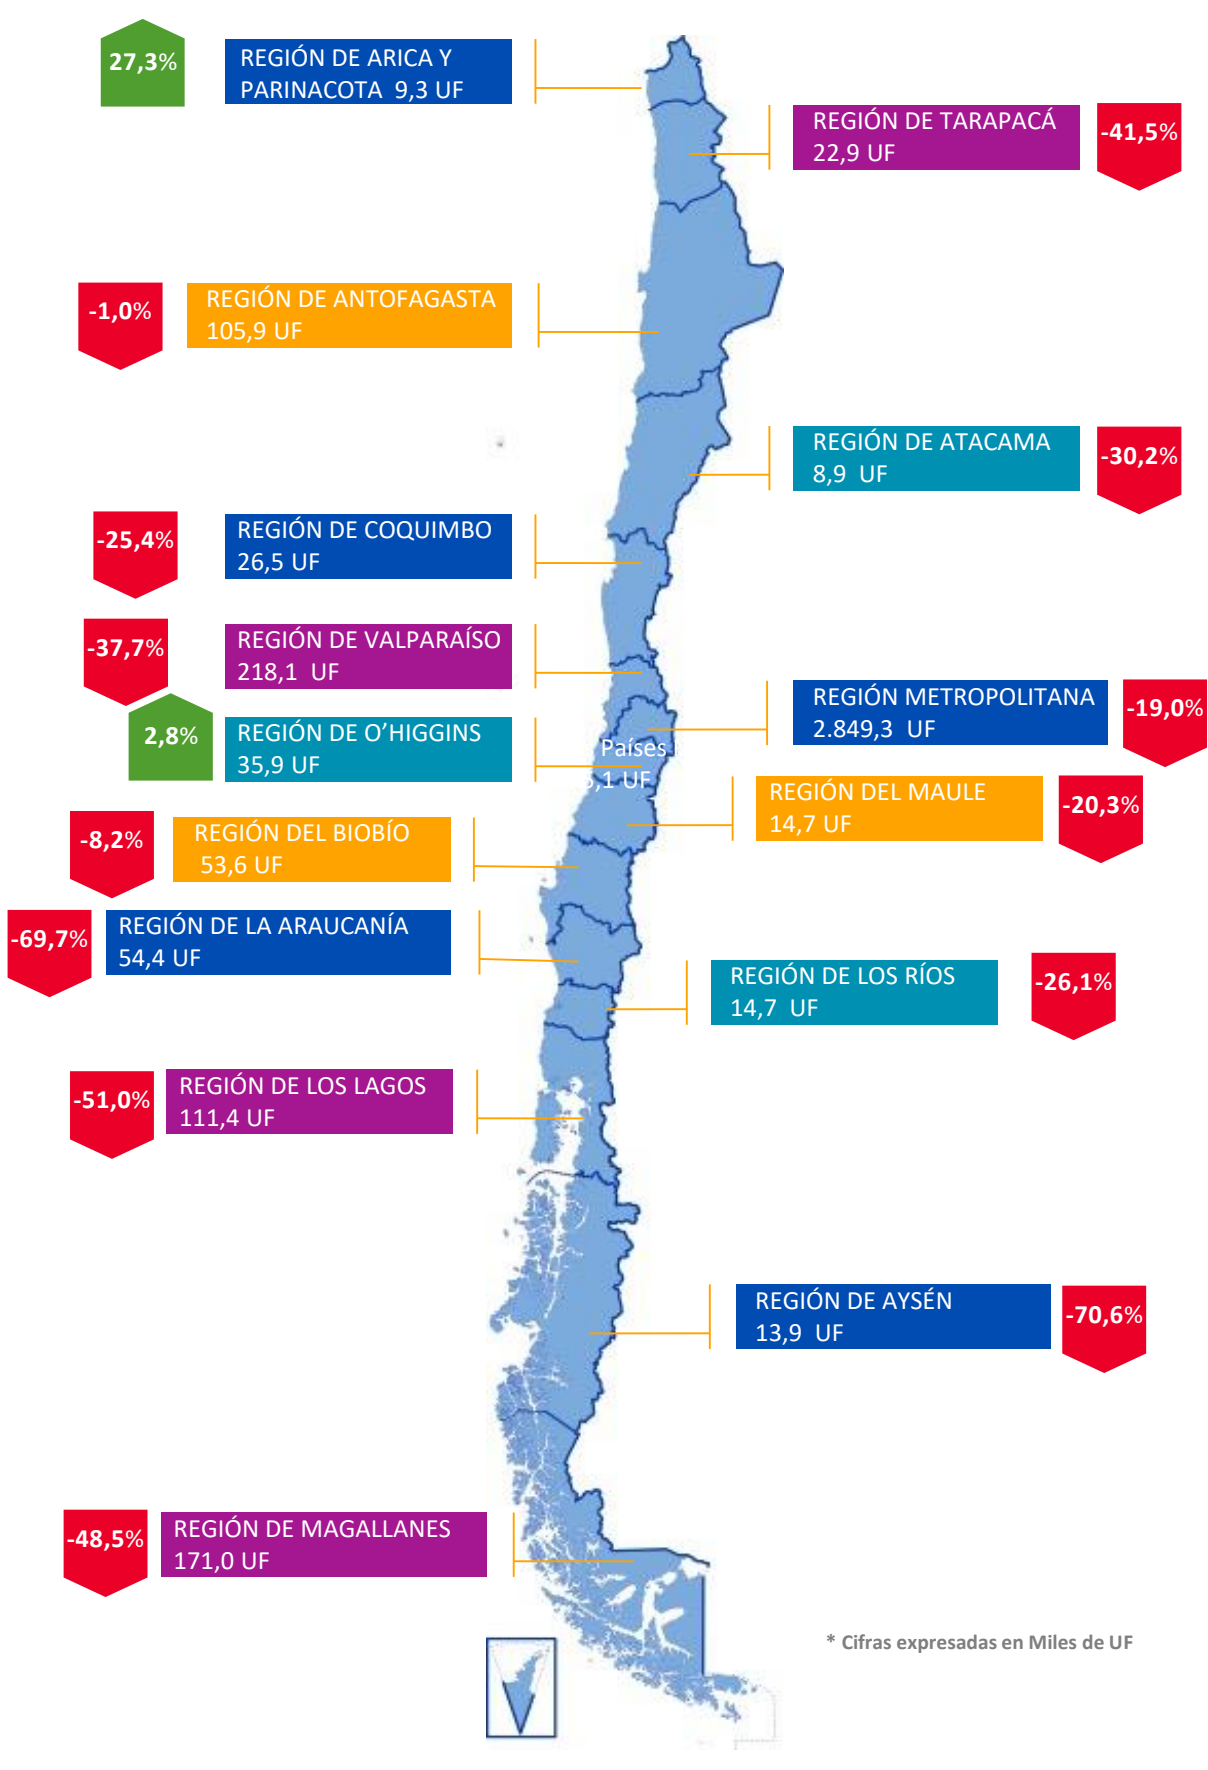 27,3%
REGIÓN DE ARICA Y
PARINACOTA 9,3 UF
REGIÓN DE TARAPACÁ
22,9 UF
-41,5%
-1,0%
REGIÓN DE ANTOFAGASTA
105,9 UF
REGIÓN DE ATACAMA
8,9 UF
-30,2%
-25,4%
REGIÓN DE COQUIMBO
26,5 UF
-37,7%
REGIÓN DE VALPARAÍSO
218,1 UF
REGIÓN METROPOLITANA
2.849,3 UF
-19,0%
2,8%
REGIÓN DE O’HIGGINS
35,9 UF
Países
,1 UF
REGIÓN DEL MAULE
14,7 UF
-20,3%
-8,2%
REGIÓN DEL BIOBÍO
53,6 UF
-69,7%
REGIÓN DE LA ARAUCANÍA
54,4 UF
REGIÓN DE LOS RÍOS
14,7 UF
-26,1%
-51,0%
REGIÓN DE LOS LAGOS
111,4 UF
REGIÓN DE AYSÉN
13,9 UF
-70,6%
-48,5%
REGIÓN DE MAGALLANES
171,0 UF
* Cifras expresadas en Miles de UF